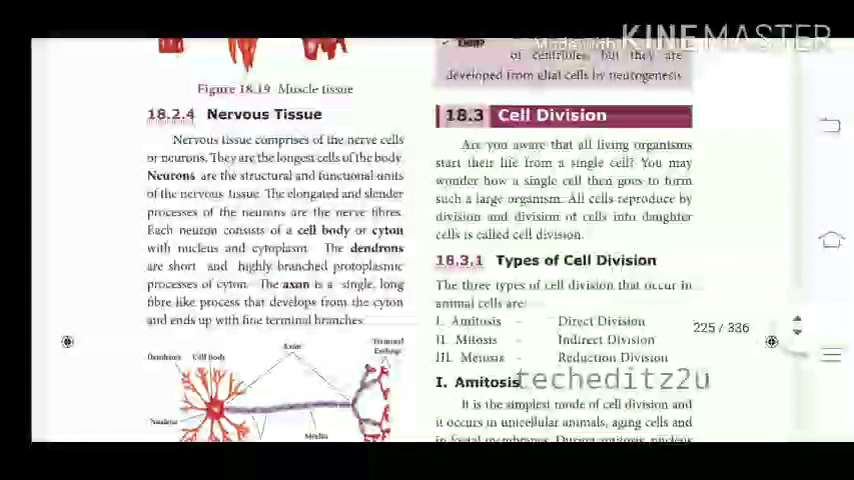 KINEMASTER
Figure 18.19 Muscle tissue
18.2.4 Nervous Tissue
Nervous tissue comprises of the nerve cells
or neurons. They are the longest cells of the body.
Neurons are the structural and functional units
of the nervous tissue. The elongated and slender
processes of the neurons are the nerve fibres.
Each neuron consists of a cell body or cyton
with nucleus and cytoplasm. The dendrons
are short and highly branched protoplasmic
processes of cyton. The axon is a single, long
fibre like process that develops from the cyton
and ends up with fine terminal branches.
Axon
Terminal
Endings
Cell body
Nucleus
Myelin
of centrioles, but they are
developed from glial cells by neurogenesis
18.3 Cell Division
Are you aware that all living organisms
start their life from a single cell? You may
wonder how a single cell then goes to form
such a large organism. All cells reproduce by
division and division of cells into daughter
cells is called cell division.
18.3.1 Types of Cell Division
The three types of cell division that occur in
animal cells are:
I. Amitosis - Direct Division
II. Mitosis - Indirect Division
III. Meiosis - Reduction Division
I. Amitosis
It is the simplest mode of cell division and
it occurs in unicellular animals, aging cells and
in foetal membranes. During amitosis, nucleus
225 / 336
techeditz2u